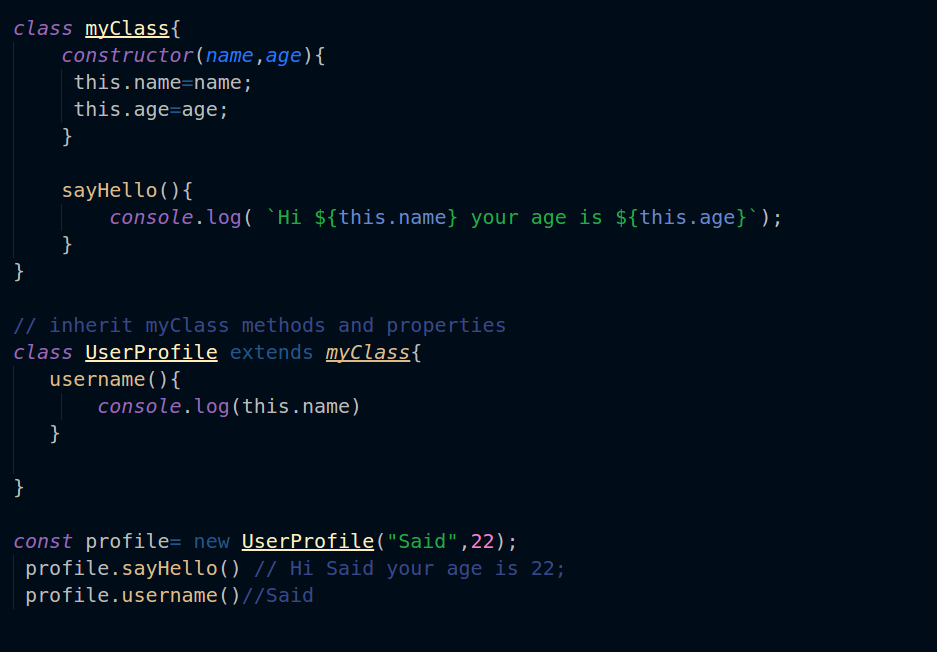 class myClass{
    constructor(name,age){
     this.name=name;
     this.age=age;
    }

    sayHello(){
        console.log( `Hi ${this.name} your age is ${this.age}`);
    }
}

// inherit myClass methods and properties
class UserProfile extends myClass{
   username(){
       console.log(this.name)
   }

}

const profile= new UserProfile("Said",22);
 profile.sayHello() // Hi Said your age is 22;
 profile.username()//Said